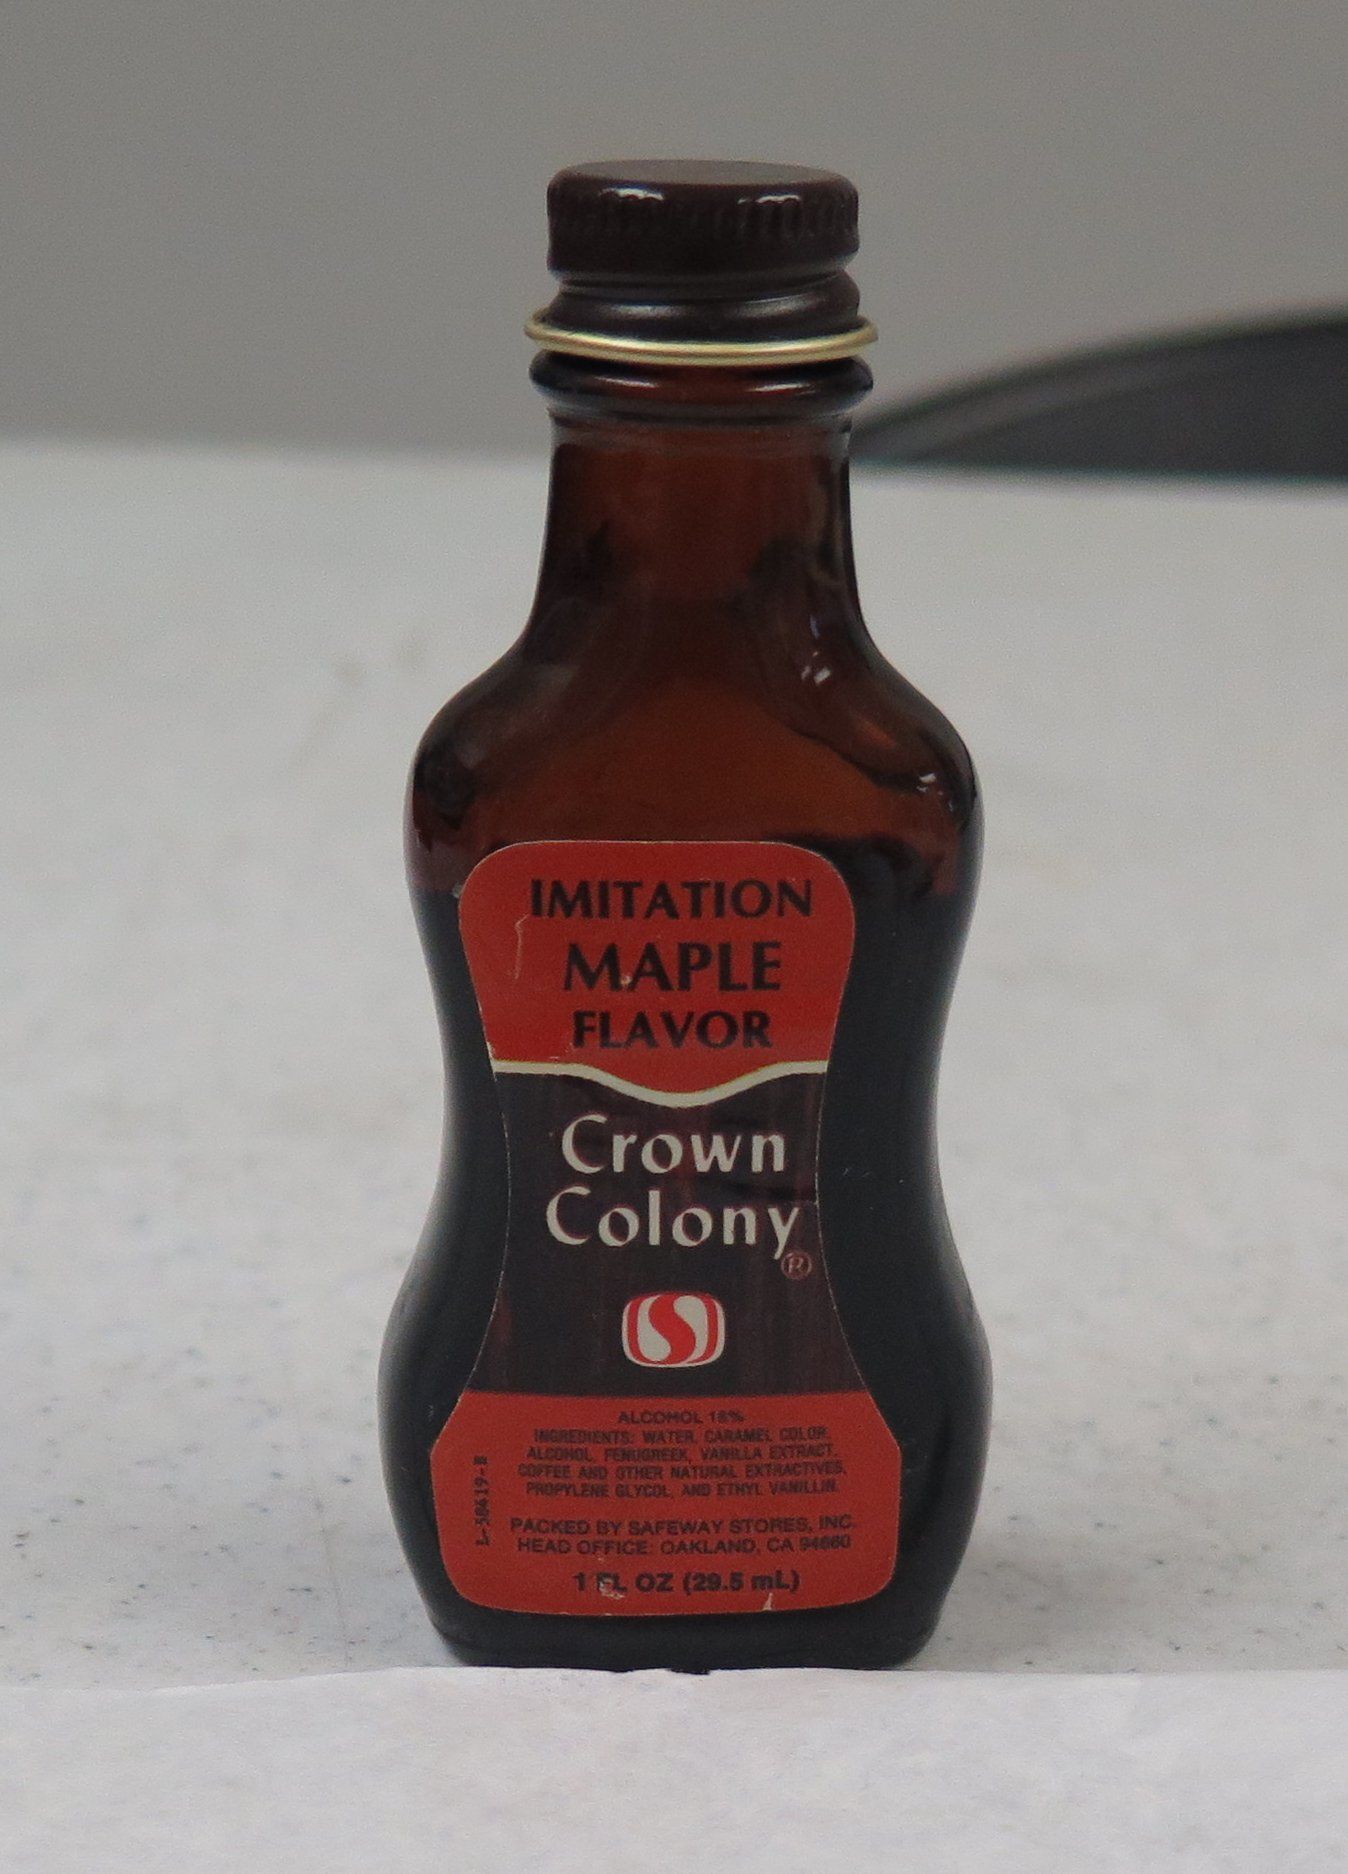 IMITATION
MAPLE
FLAVOR
Crown
Colony
®
S
ALCOHOL 18%
INGREDIENTS: WATER, CARAMEL COLOR,
ALCOHOL, FENUGREEK, VANILLA EXTRACT,
COFFEE AND OTHER NATURAL EXTRACTIVES,
PROPYLENE GLYCOL, AND ETHYL VANILLIN.
L-50619-B
PACKED BY SAFEWAY STORES, INC.
HEAD OFFICE: OAKLAND, CA 94660
1 FL OZ (29.5 mL)